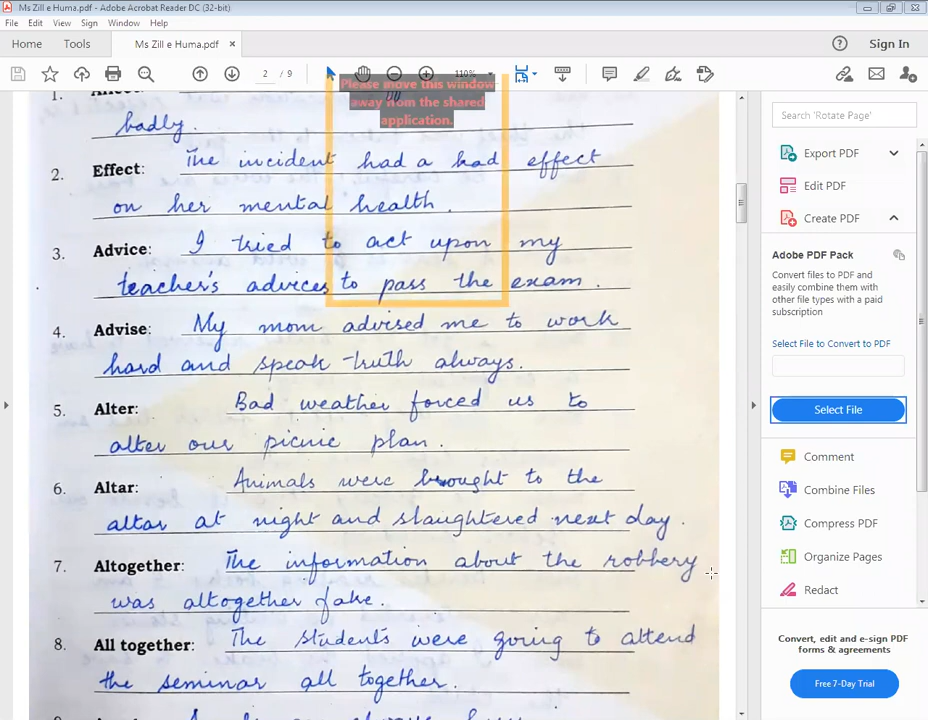 Ms Zill e Huma.pdf - Adobe Acrobat Reader DC (32-bit)
File Edit View Sign Window Help
Home Tools Ms Zill e Huma.pdf × Sign In
2 / 9 110%
Please move this window
away from the shared
application.
1.
badly.
2. Effect: The incident had a bad effect
on her mental health.
3. Advice: I tried to act upon my
teacher's advices to pass the exam.
4. Advise: My mom advised me to work
hard and speak truth always.
5. Alter: Bad weather forced us to
alter our picnic plan.
6. Altar: Animals were brought to the
altar at night and slaughtered next day.
7. Altogether: The information about the robbery
was altogether fake.
8. All together: The students were going to attend
the seminar all together.
Search 'Rotate Page'
Export PDF
Edit PDF
Create PDF
Adobe PDF Pack
Convert files to PDF and
easily combine them with
other file types with a paid
subscription
Select File to Convert to PDF
Select File
Comment
Combine Files
Compress PDF
Organize Pages
Redact
Convert, edit and e-sign PDF
forms & agreements
Free 7-Day Trial